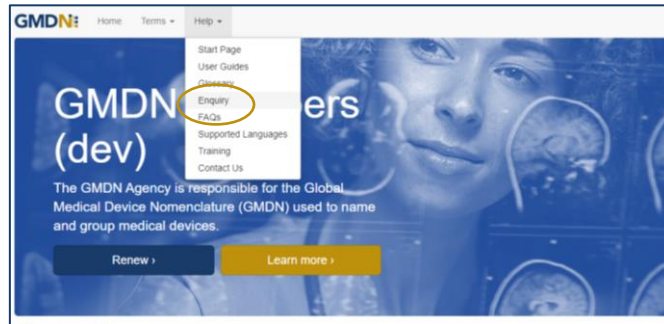 GMDN Home Terms Help
Start Page
User Guides
Glossary
Enquiry
FAQs
Supported Languages
Training
Contact Us
GMDN ers
(dev)
The GMDN Agency is responsible for the Global
Medical Device Nomenclature (GMDN) used to name
and group medical devices.
Renew › Learn more ›